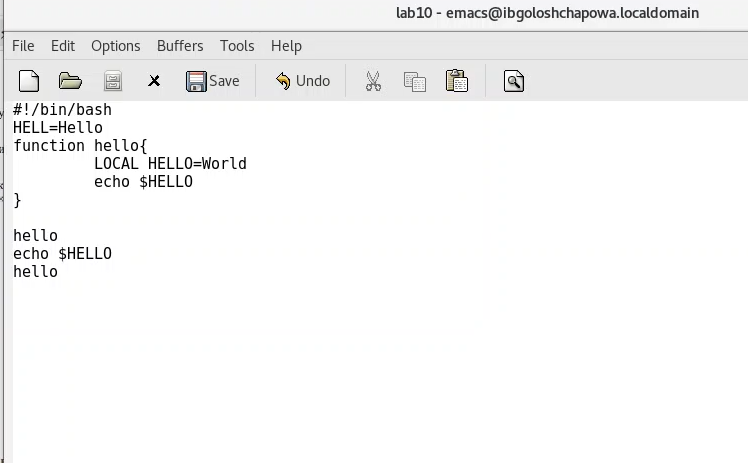 lab10 - emacs@ibgoloshchapowa.localdomain
File Edit Options Buffers Tools Help
Save Undo
#!/bin/bash
HELL=Hello
function hello{
LOCAL HELLO=World
echo $HELLO
}
hello
echo $HELLO
hello